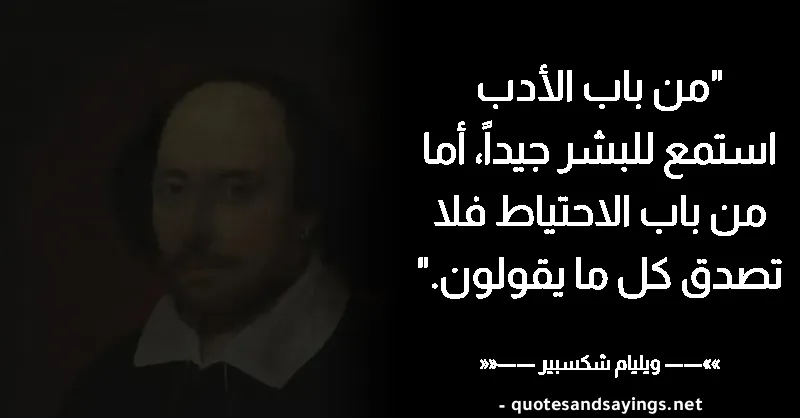 "من باب الأدب
استمع للبشر جيداً، أما
من باب الاحتياط فلا
تصدق كل ما يقولون."
»»—— ويليام شكسبير ——««
- quotesandsayings.net